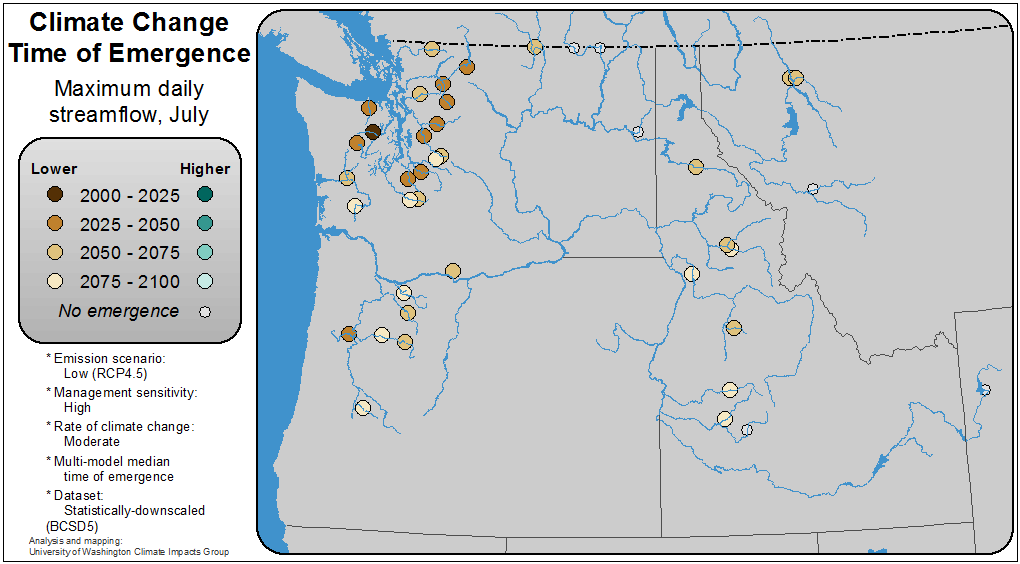 Climate Change
Time of Emergence
Maximum daily
streamflow, July
Lower Higher
2000 - 2025
2025 - 2050
2050 - 2075
2075 - 2100
No emergence
* Emission scenario:
Low (RCP4.5)
* Management sensitivity:
High
* Rate of climate change:
Moderate
* Multi-model median
time of emergence
* Dataset:
Statistically-downscaled
(BCSD5)
Analysis and mapping:
University of Washington Climate Impacts Group